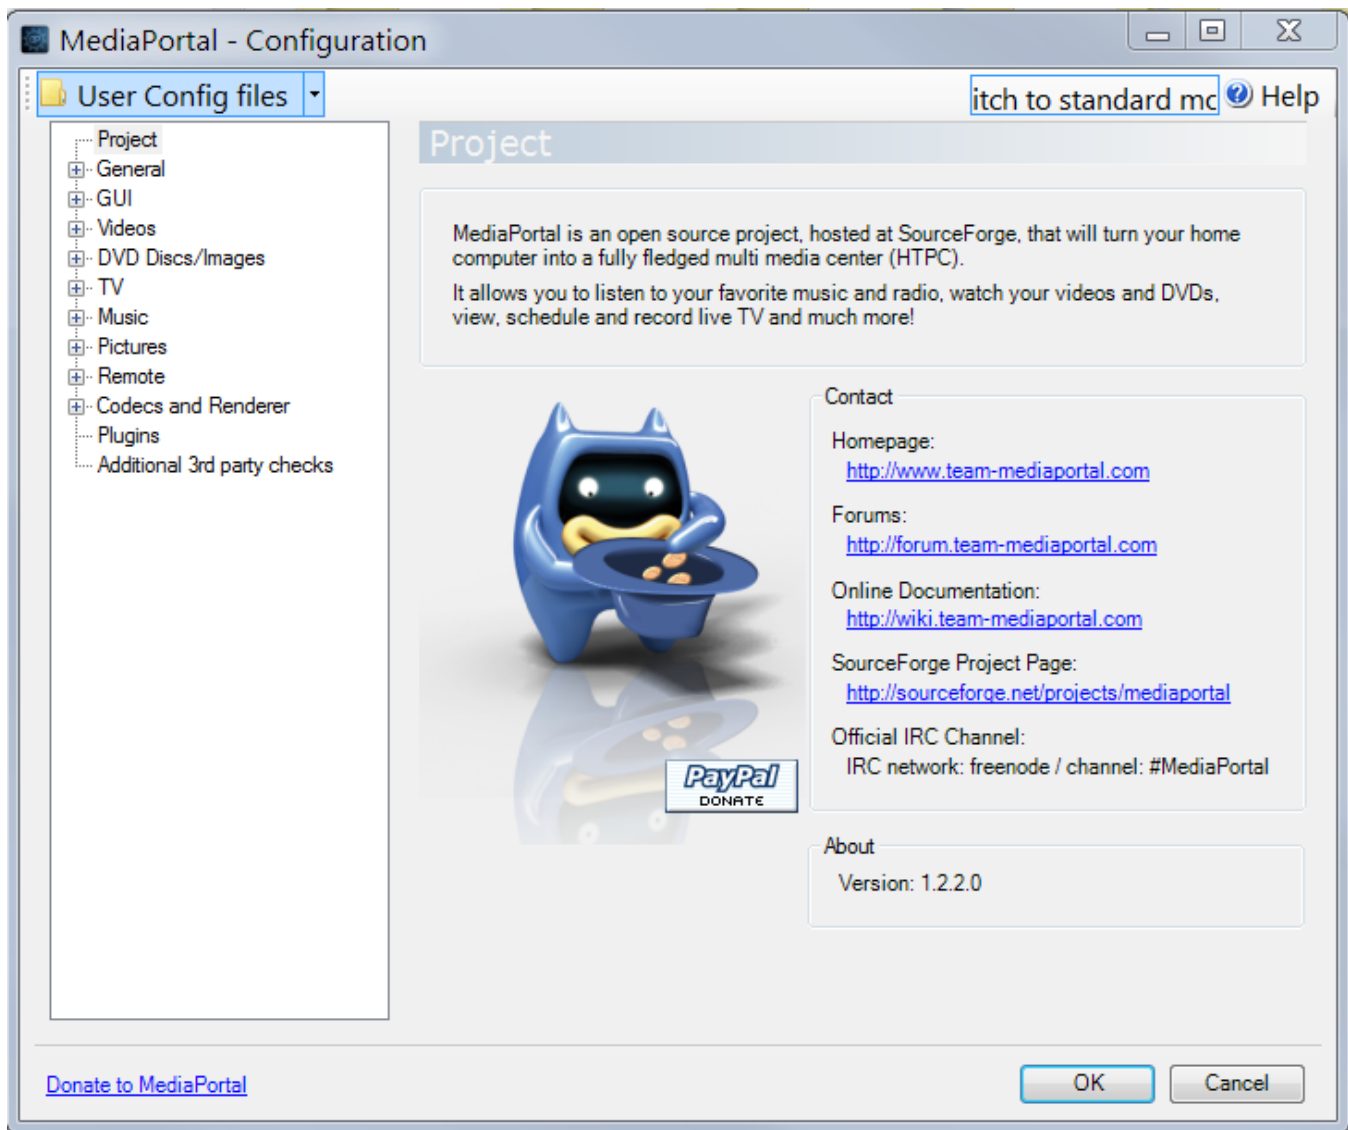 MediaPortal - Configuration
User Config files
itch to standard mo
Help
Project
General
GUI
Videos
DVD Discs/Images
TV
Music
Pictures
Remote
Codecs and Renderer
Plugins
Additional 3rd party checks
Project
MediaPortal is an open source project, hosted at SourceForge, that will turn your home
computer into a fully fledged multi media center (HTPC).
It allows you to listen to your favorite music and radio, watch your videos and DVDs,
view, schedule and record live TV and much more!
PayPal
DONATE
Contact
Homepage:
http://www.team-mediaportal.com
Forums:
http://forum.team-mediaportal.com
Online Documentation:
http://wiki.team-mediaportal.com
SourceForge Project Page:
http://sourceforge.net/projects/mediaportal
Official IRC Channel:
IRC network: freenode / channel: #MediaPortal
About
Version: 1.2.2.0
Donate to MediaPortal
OK
Cancel